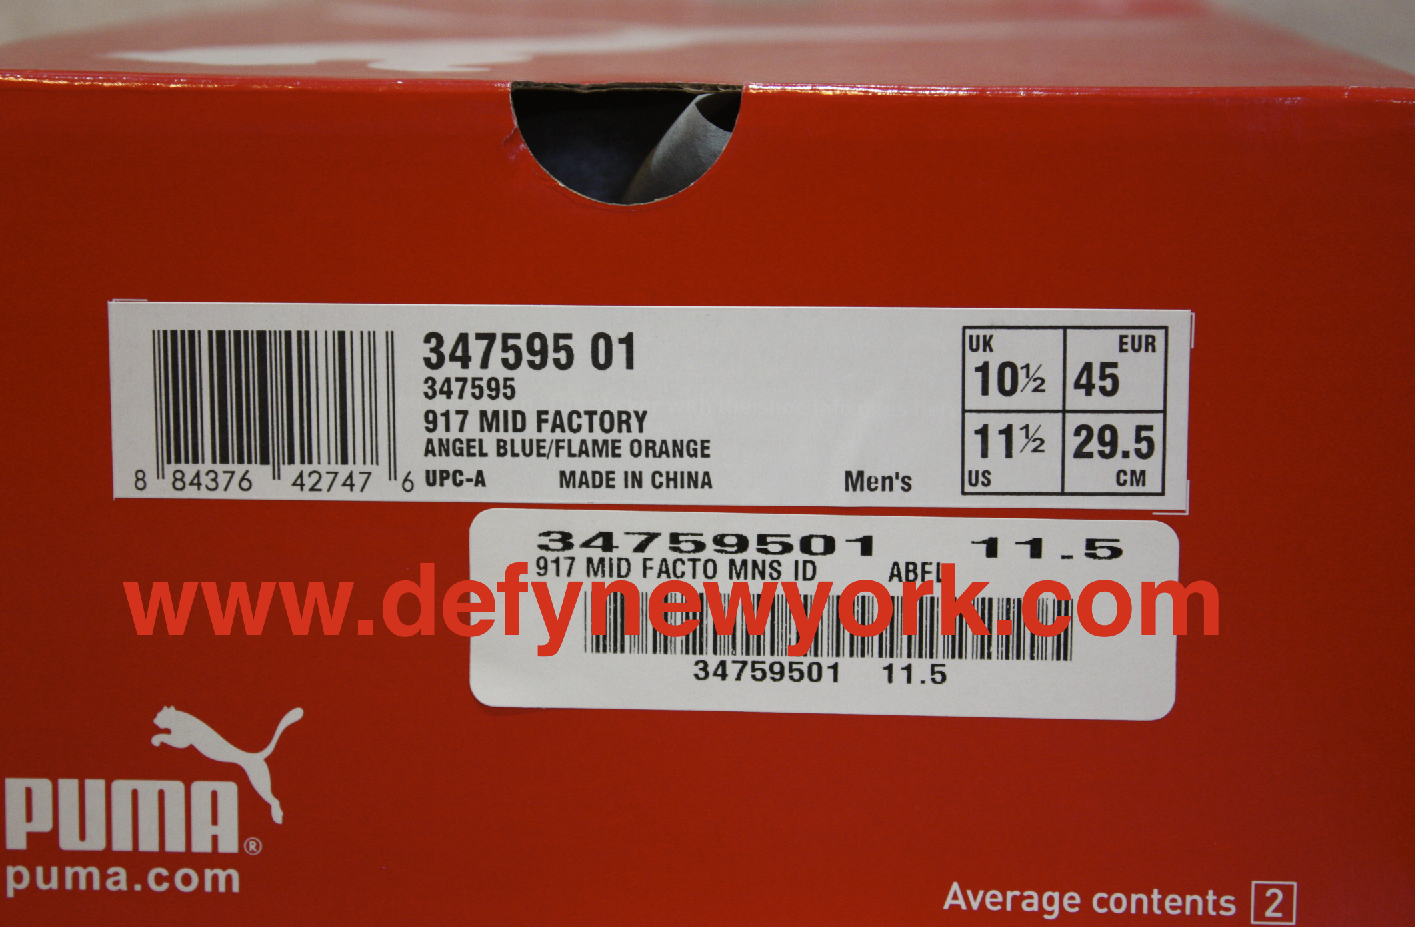 347595 01
347595
917 MID FACTORY
ANGEL BLUE/FLAME ORANGE
8 84376 42747 6 UPC-A MADE IN CHINA Men's
UK EUR
10½ 45
11½ 29.5
US CM
34759501 11.5
917 MID FACTO MNS ID
www.defynewyork.com
34759501 11.5
PUMA®
puma.com
Average contents 2